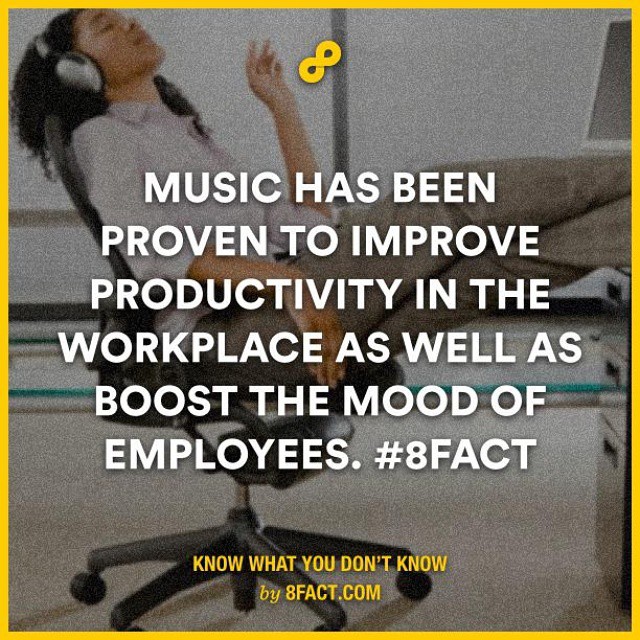 MUSIC HAS BEEN
PROVEN TO IMPROVE
PRODUCTIVITY IN THE
WORKPLACE AS WELL AS
BOOST THE MOOD OF
EMPLOYEES. #8FACT
KNOW WHAT YOU DON'T KNOW
by 8FACT.COM